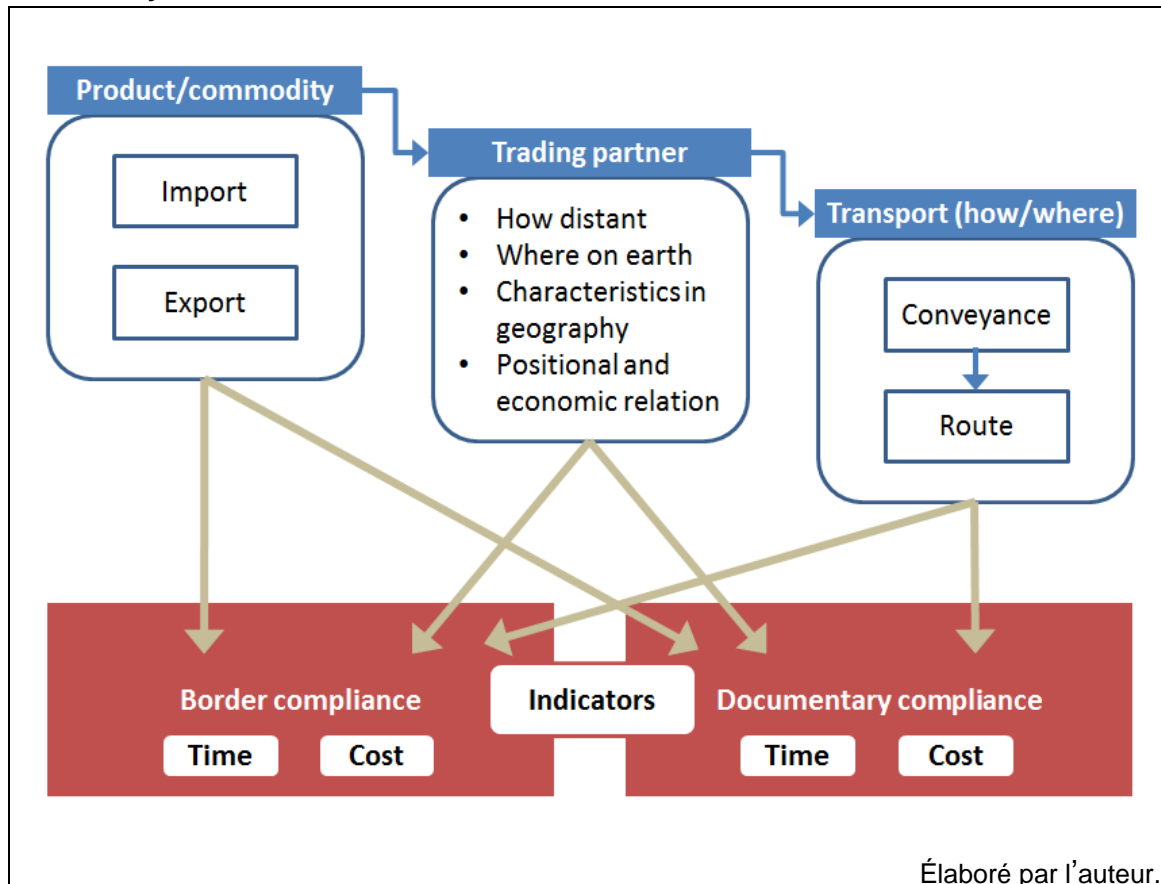 Product/commodity
Import
Export
Trading partner
• How distant
• Where on earth
• Characteristics in
geography
• Positional and
economic relation
Transport (how/where)
Conveyance
Route
Border compliance
Time
Cost
Indicators
Documentary compliance
Time
Cost
Élaboré par l'auteur.